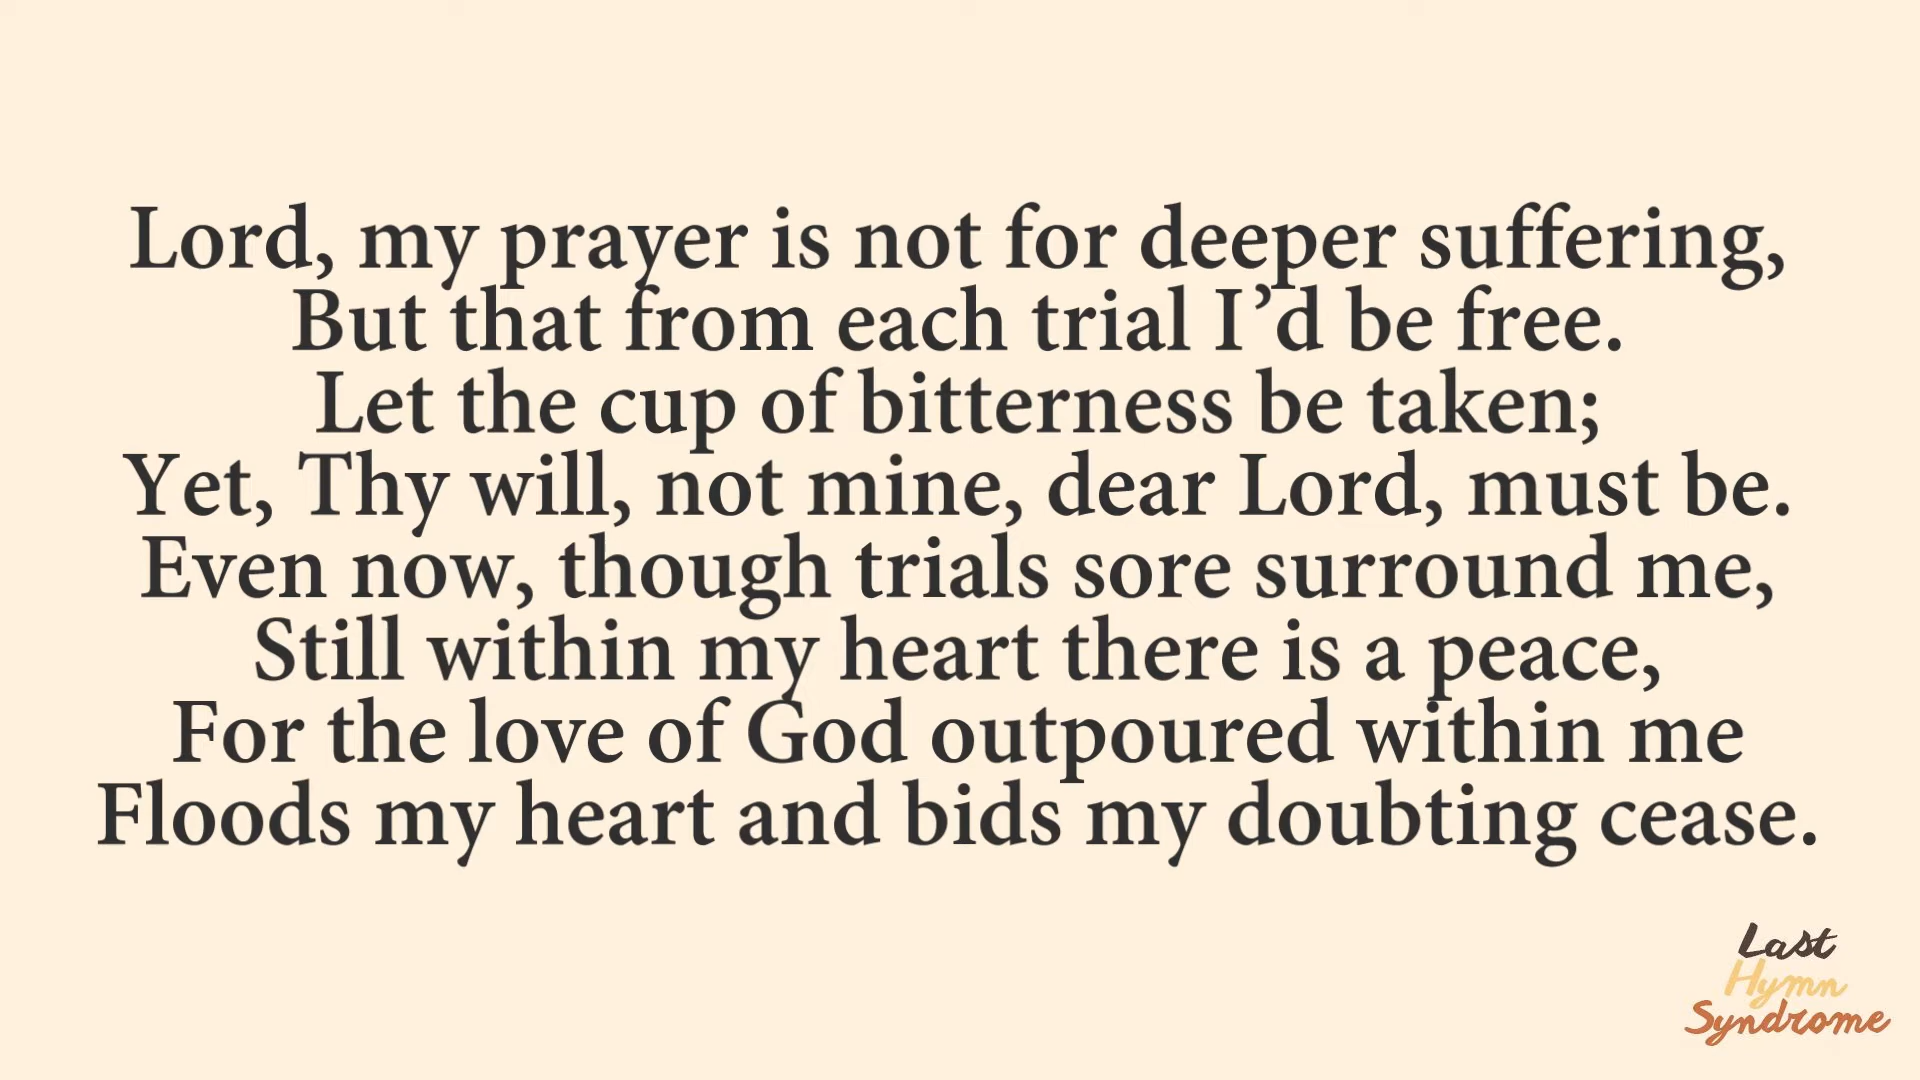 Lord, my prayer is not for deeper suffering,
But that from each trial I’d be free.
Let the cup of bitterness be taken;
Yet, Thy will, not mine, dear Lord, must be.
Even now, though trials sore surround me,
Still within my heart there is a peace,
For the love of God outpoured within me
Floods my heart and bids my doubting cease.
Last
Hymn
Syndrome